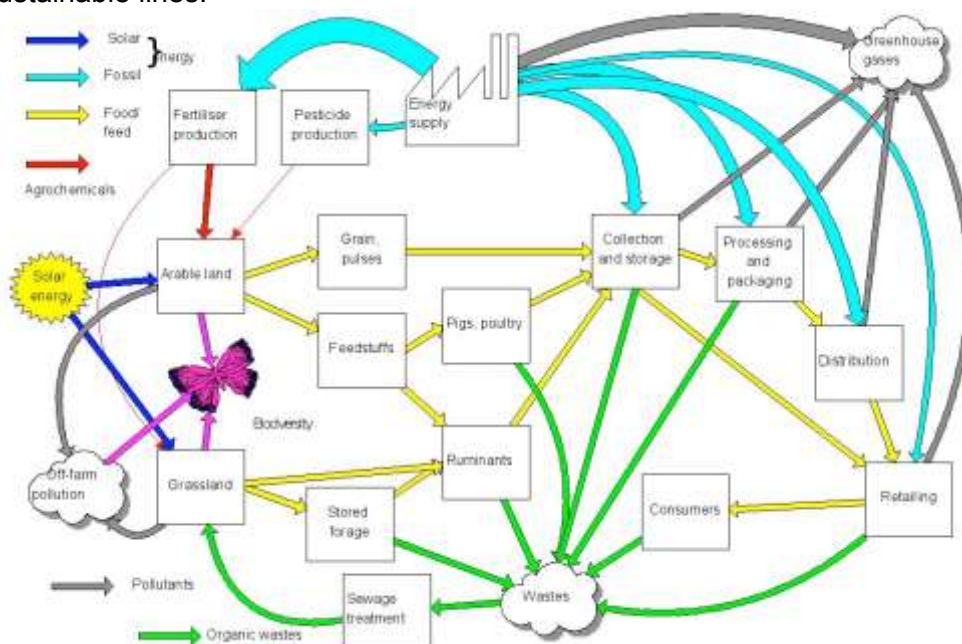 Solar
}energy
Fossil
Food/
feed
Agrochemicals
Fertiliser
production
Pesticide
production
Energy
supply
Greenhouse
gases
Solar
energy
Arable land
Grain,
pulses
Collection
and storage
Processing
and
packaging
Feedstuffs
Pigs, poultry
Distribution
Biodversity
Off-farm
pollution
Grassland
Ruminants
Stored
forage
Consumers
Retailing
Pollutants
Sewage
treatment
Wastes
Organic wastes